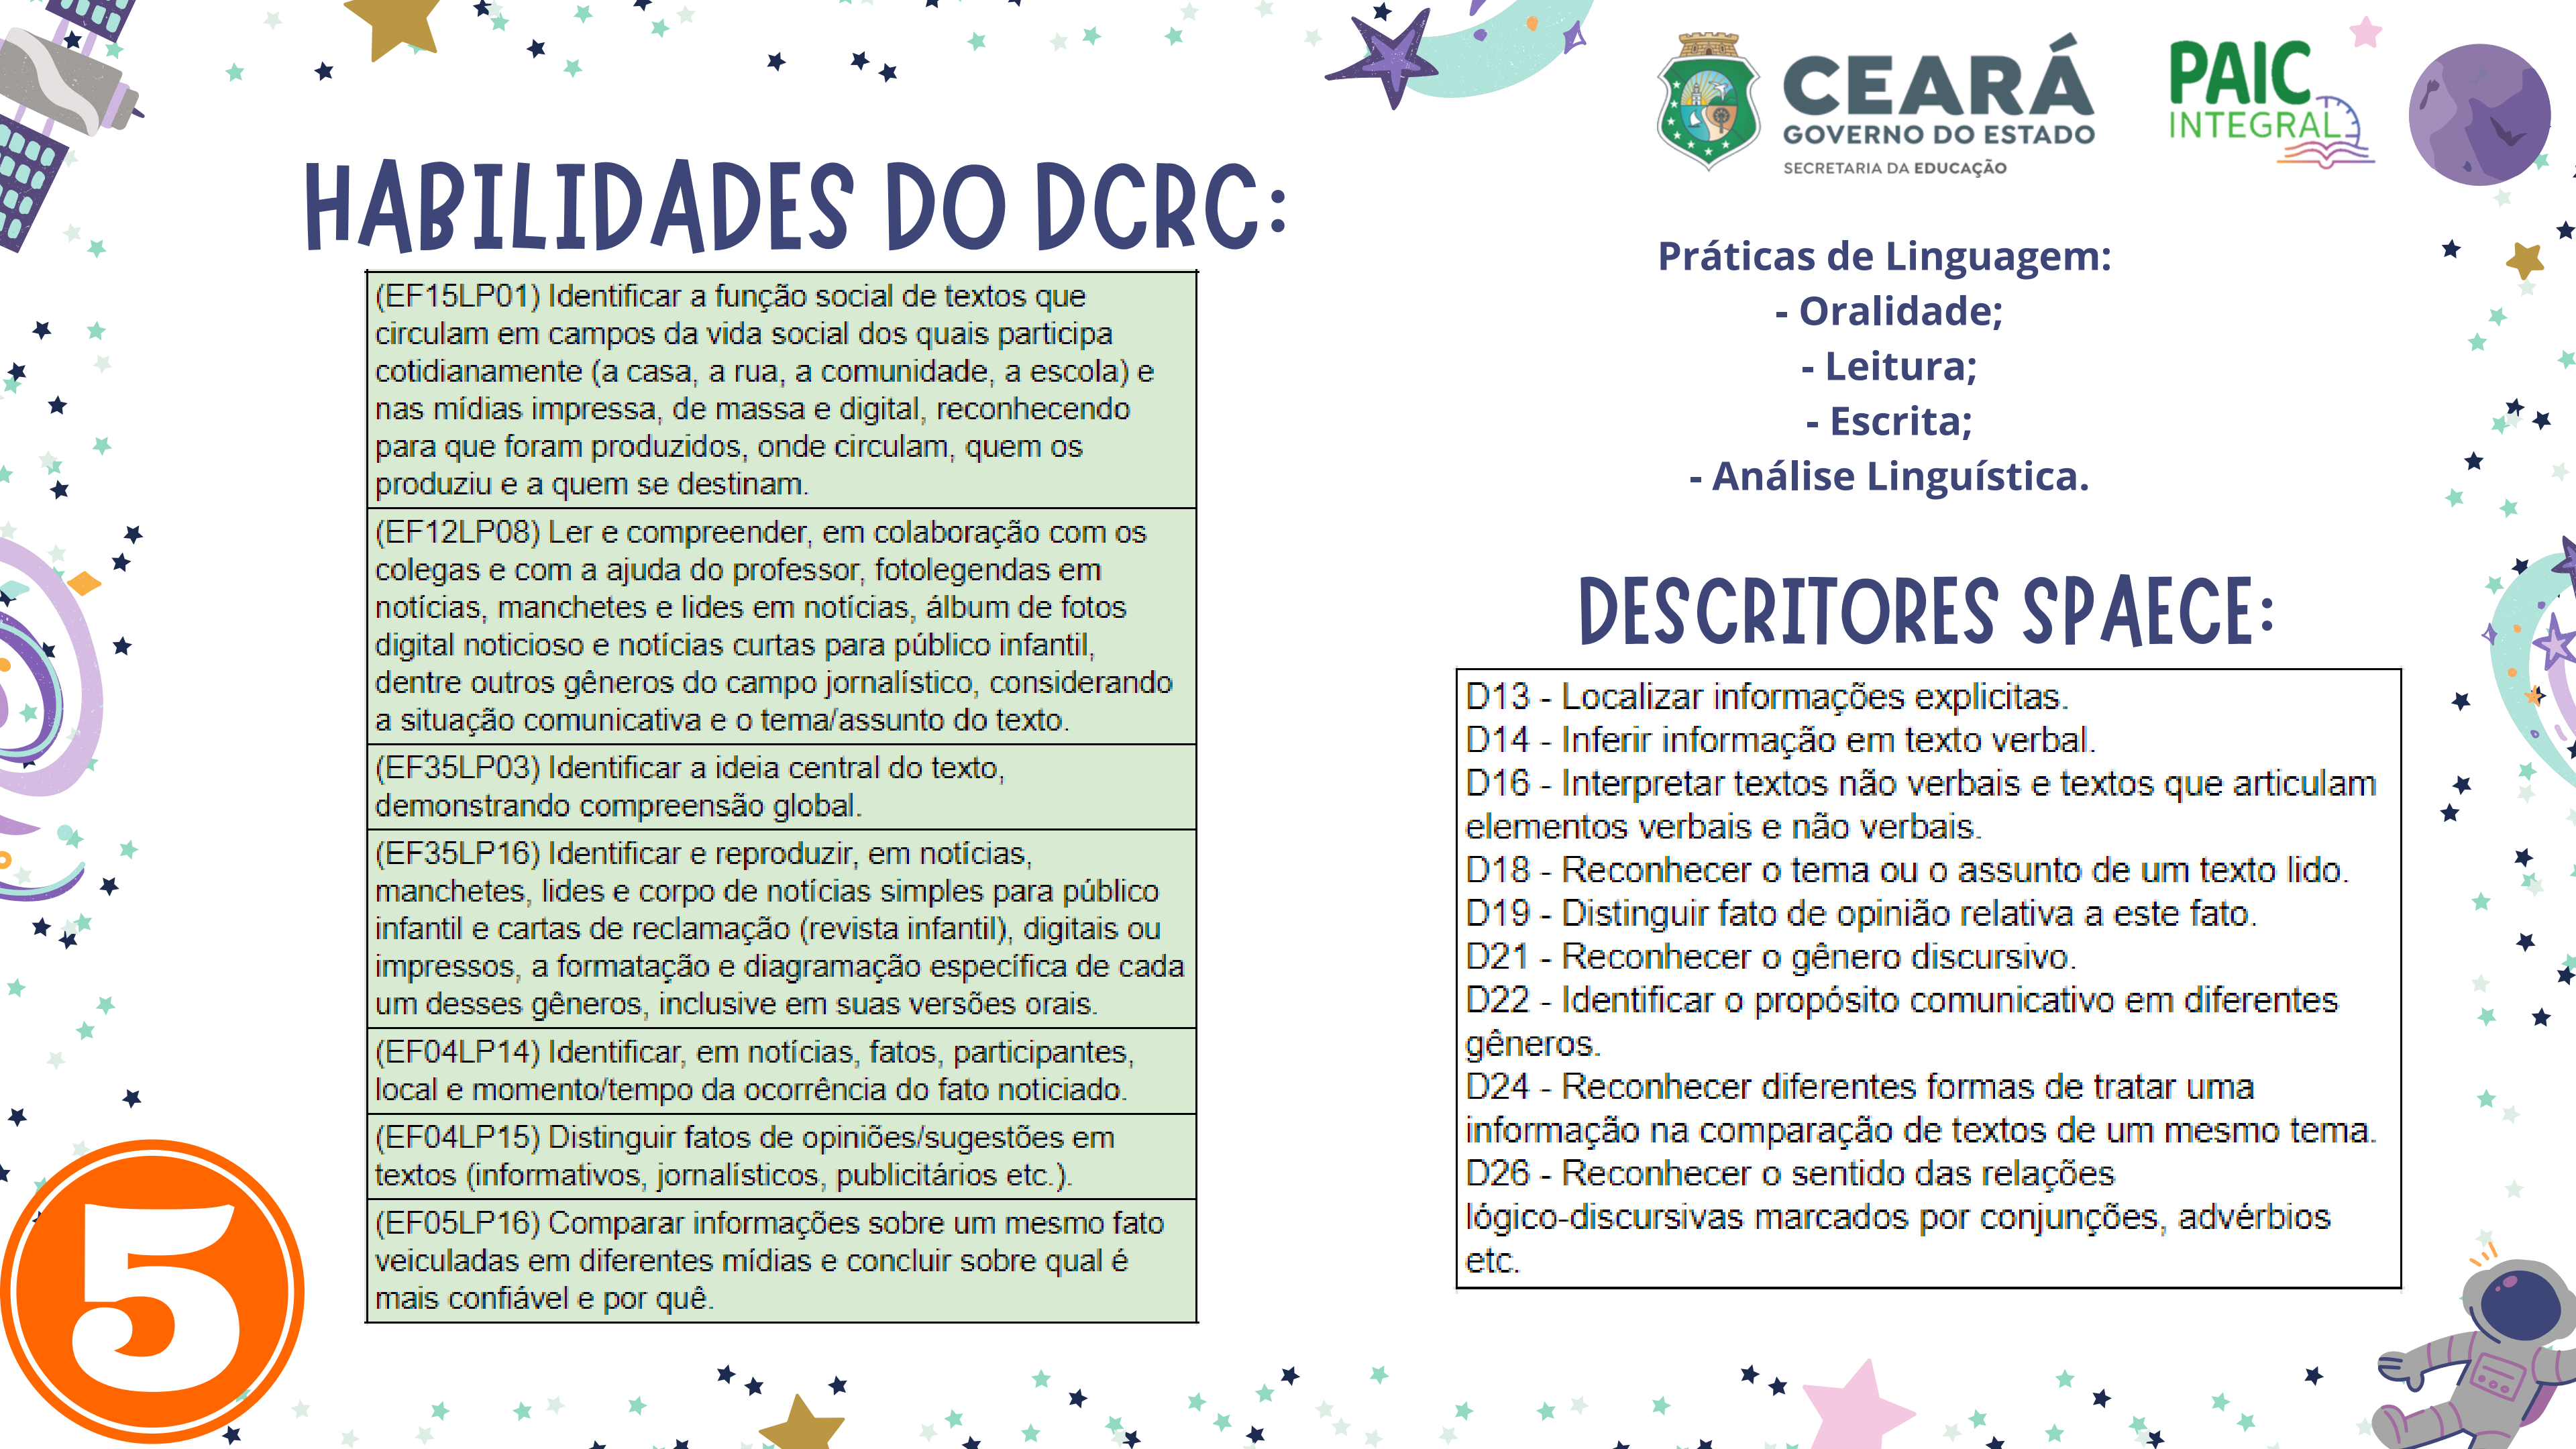 CEARÁ
GOVERNO DO ESTADO
SECRETARIA DA EDUCAÇÃO
PAIC
INTEGRAL
HABILIDADES DO DCRC:
(EF15LP01) Identificar a função social de textos que
circulam em campos da vida social dos quais participa
cotidianamente (a casa, a rua, a comunidade, a escola) e
nas mídias impressa, de massa e digital, reconhecendo
para que foram produzidos, onde circulam, quem os
produziu e a quem se destinam.
(EF12LP08) Ler e compreender, em colaboração com os
colegas e com a ajuda do professor, fotolegendas em
notícias, manchetes e lides em notícias, álbum de fotos
digital noticioso e notícias curtas para público infantil,
dentre outros gêneros do campo jornalístico, considerando
a situação comunicativa e o tema/assunto do texto.
(EF35LP03) Identificar a ideia central do texto,
demonstrando compreensão global.
(EF35LP16) Identificar e reproduzir, em notícias,
manchetes, lides e corpo de notícias simples para público
infantil e cartas de reclamação (revista infantil), digitais ou
impressos, a formatação e diagramação específica de cada
um desses gêneros, inclusive em suas versões orais.
(EF04LP14) Identificar, em notícias, fatos, participantes,
local e momento/tempo da ocorrência do fato noticiado.
(EF04LP15) Distinguir fatos de opiniões/sugestões em
textos (informativos, jornalísticos, publicitários etc.).
(EF05LP16) Comparar informações sobre um mesmo fato
veiculadas em diferentes mídias e concluir sobre qual é
mais confiável e por quê.
5
Práticas de Linguagem:
- Oralidade;
- Leitura;
- Escrita;
- Análise Linguística.
DESCRITORES SPAECE:
D13 - Localizar informações explicitas.
D14 - Inferir informação em texto verbal.
D16 - Interpretar textos não verbais e textos que articulam
elementos verbais e não verbais.
D18 - Reconhecer o tema ou o assunto de um texto lido.
D19 - Distinguir fato de opinião relativa a este fato.
D21 - Reconhecer o gênero discursivo.
D22 - Identificar o propósito comunicativo em diferentes
gêneros.
D24 - Reconhecer diferentes formas de tratar uma
informação na comparação de textos de um mesmo tema.
D26 - Reconhecer o sentido das relações
lógico-discursivas marcados por conjunções, advérbios
etc.